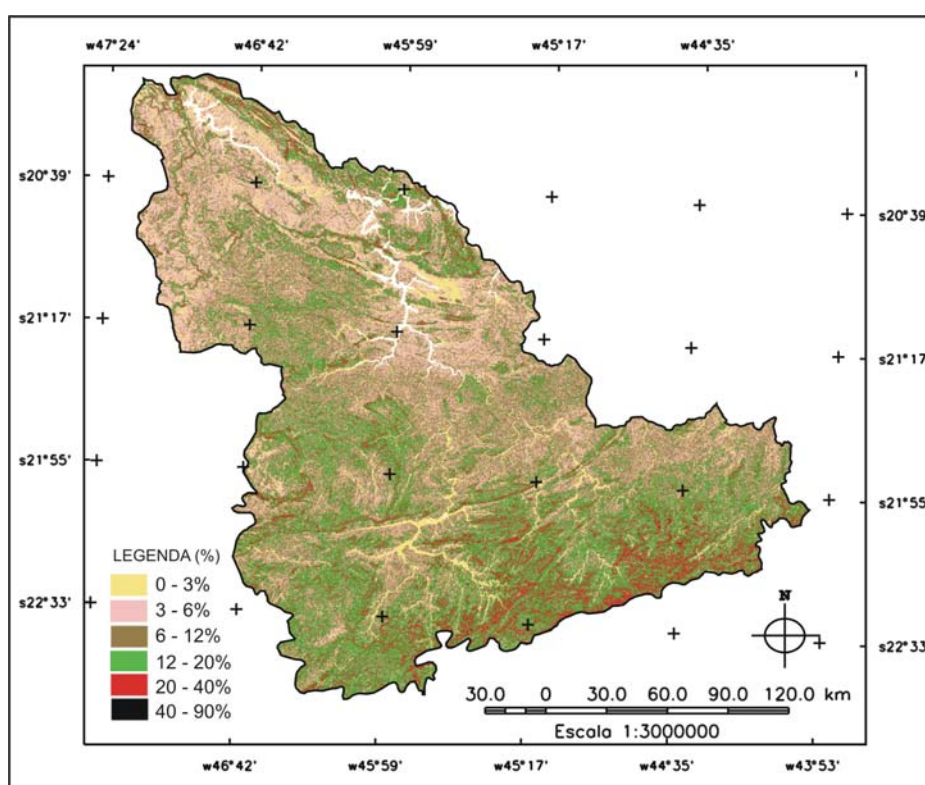 w47°24' w46°42' w45°59' w45°17' w44°35'
s20°39'
s20°39'
s21°17'
s21°17'
s21°55'
s21°55'
s22°33'
s22°33'
LEGENDA (%)
0 - 3%
3 - 6%
6 - 12%
12 - 20%
20 - 40%
40 - 90%
N
30.0 0 30.0 60.0 90.0 120.0 km
Escala 1:3000000
w46°42' w45°59' w45°17' w44°35' w43°53'